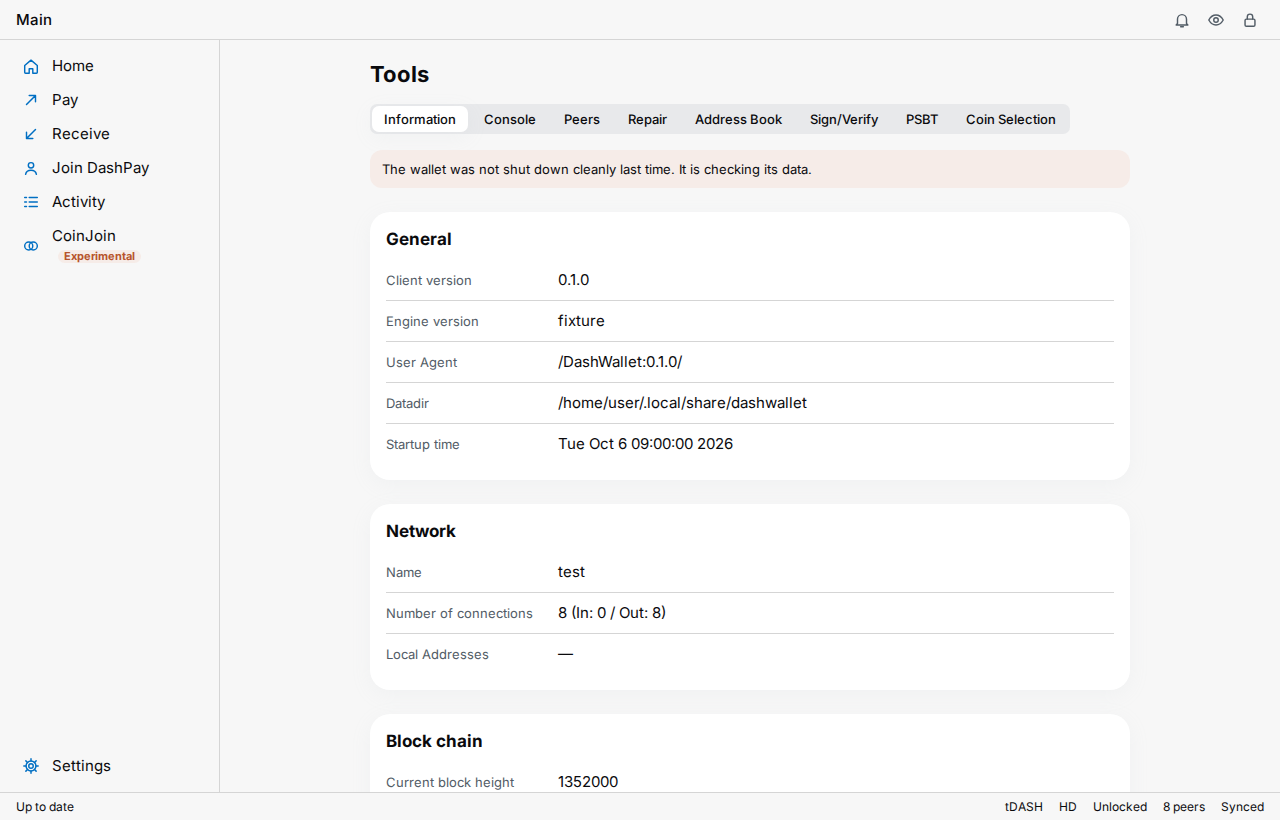 Main
Home
Pay
Receive
Join DashPay
Activity
CoinJoin
Experimental
Settings
Tools
Information Console Peers Repair Address Book Sign/Verify PSBT Coin Selection
The wallet was not shut down cleanly last time. It is checking its data.
General
Client version 0.1.0
Engine version fixture
User Agent /DashWallet:0.1.0/
Datadir /home/user/.local/share/dashwallet
Startup time Tue Oct 6 09:00:00 2026
Network
Name test
Number of connections 8 (In: 0 / Out: 8)
Local Addresses —
Block chain
Current block height 1352000
Up to date tDASH HD Unlocked 8 peers Synced